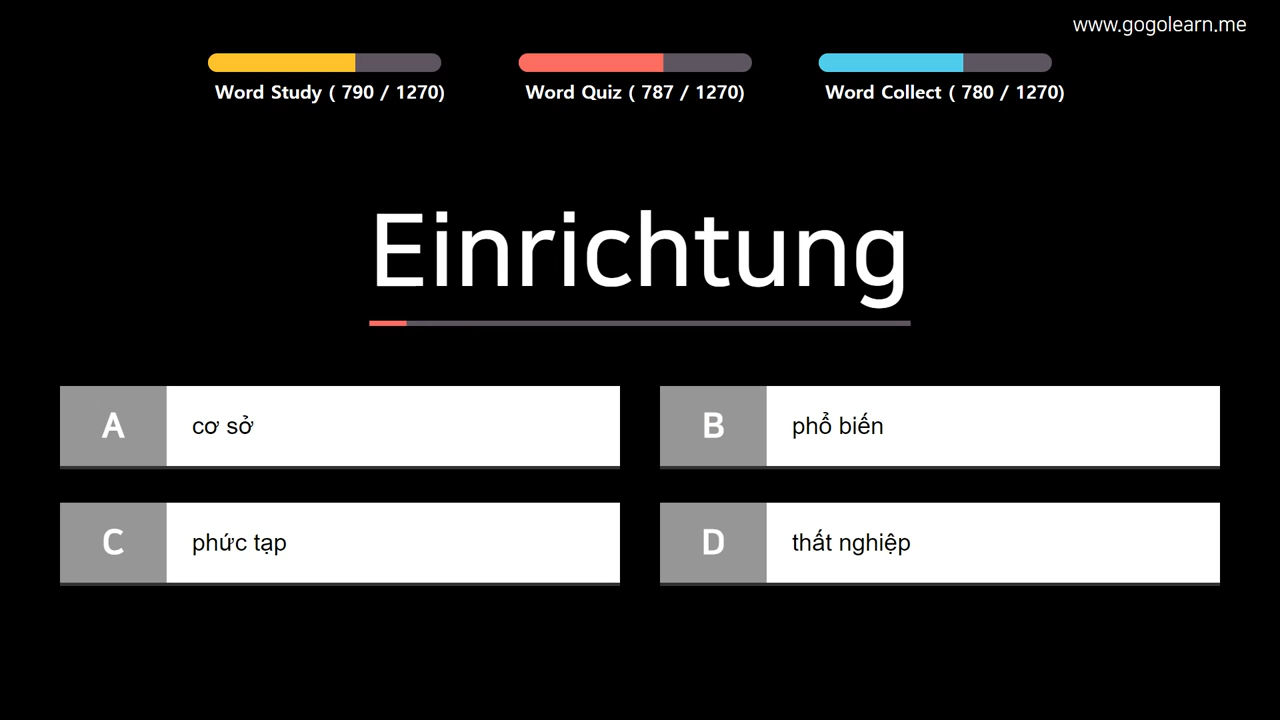 www.gogolearn.me
Word Study ( 790 / 1270)
Word Quiz ( 787 / 1270)
Word Collect ( 780 / 1270)
Einrichtung
A cơ sở
B phổ biến
C phức tạp
D thất nghiệp